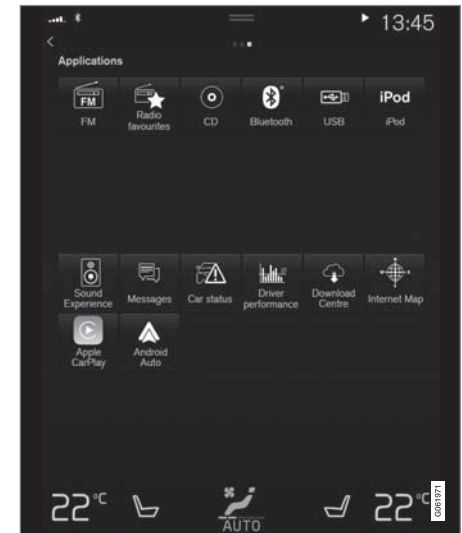 13:45
Applications
FM
FM
Radio
favourites
CD
Bluetooth
USB
iPod
iPod
Sound
Experience
Messages
Car status
Driver
performance
Download
Centre
Internet Map
Apple
CarPlay
Android
Auto
22°C
AUTO
22°C
G061971